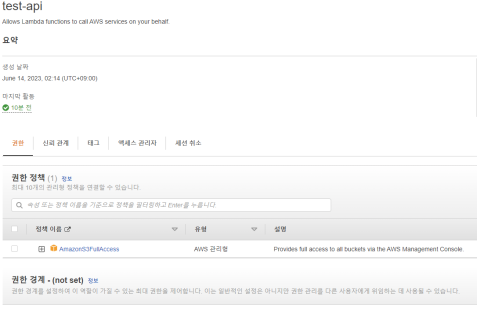 test-api
Allows Lambda functions to call AWS services on your behalf.
요약
생성 날짜
June 14, 2023, 02:14 (UTC+09:00)
마지막 활동
10분 전
권한 신뢰 관계 태그 액세스 관리자 세션 취소
권한 정책 (1) 정보
최대 10개의 관리형 정책을 연결할 수 있습니다.
속성 또는 정책 이름을 기준으로 정책을 필터링하고 Enter를 누릅니다.
정책 이름 유형 설명
AmazonS3FullAccess AWS 관리형 Provides full access to all buckets via the AWS Management Console.
권한 경계 - (not set) 정보
권한 경계를 설정하여 이 역할이 가질 수 있는 최대 권한을 제어합니다. 이는 일반적인 설정은 아니지만 권한 관리를 다른 사용자에게 위임하는 데 사용될 수 있습니다.